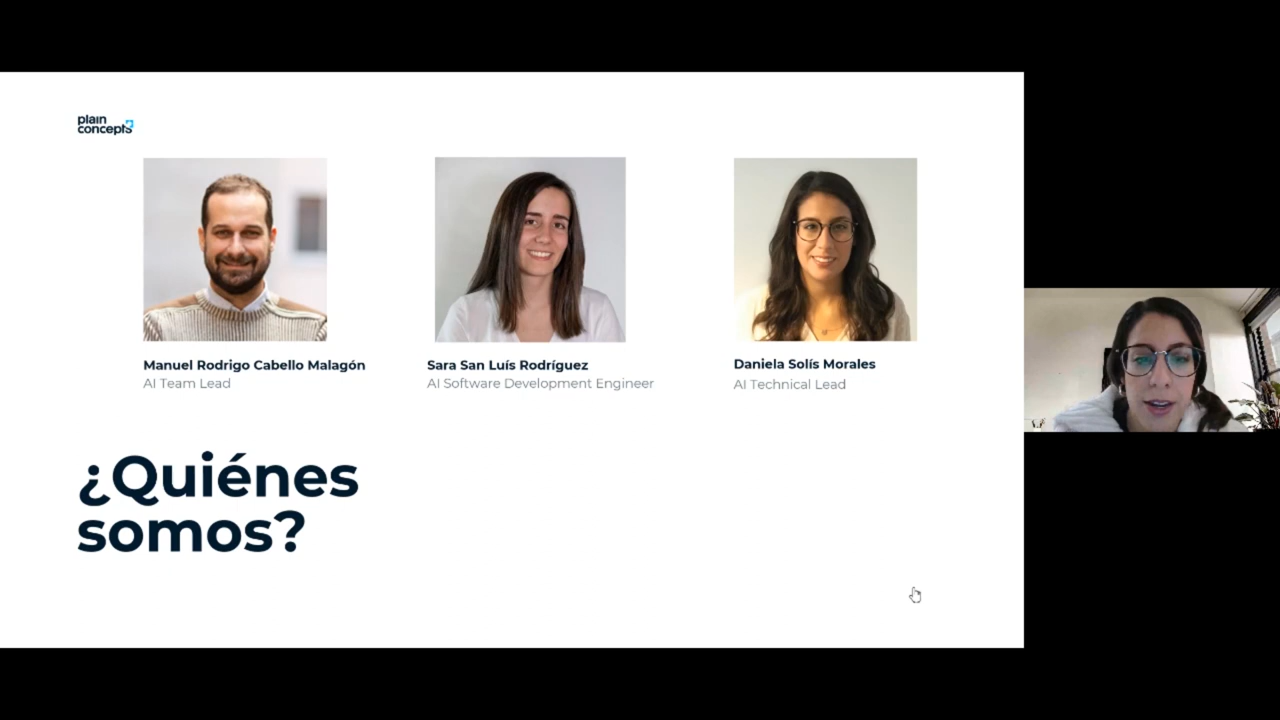 plain
concepts
Manuel Rodrigo Cabello Malagón
AI Team Lead
Sara San Luís Rodríguez
AI Software Development Engineer
Daniela Solís Morales
AI Technical Lead
¿Quiénes
somos?